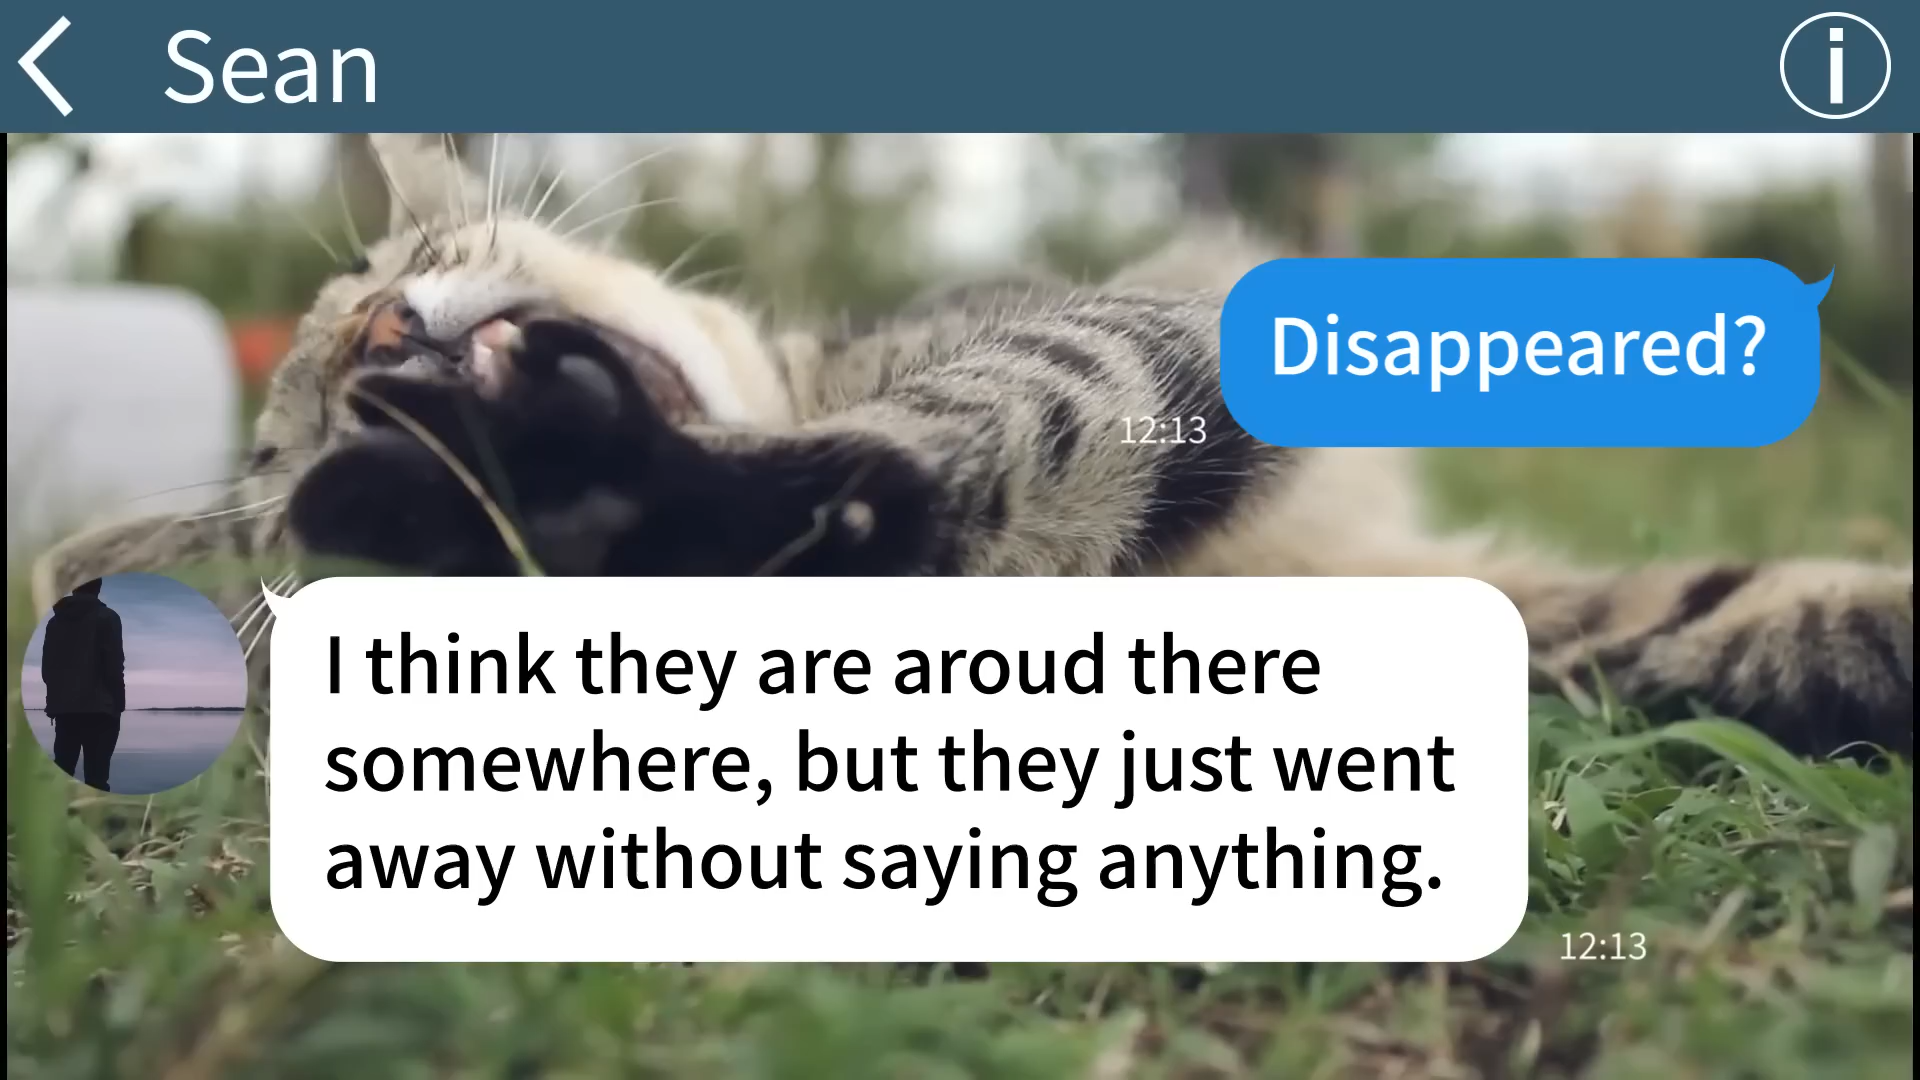 Sean
Disappeared?
12:13
I think they are aroud there
somewhere, but they just went
away without saying anything.
12:13